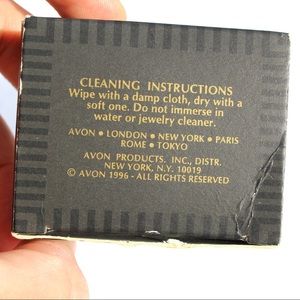 CLEANING INSTRUCTIONS
Wipe with a damp cloth, dry with a
soft one. Do not immerse in
water or jewelry cleaner.
AVON • LONDON • NEW YORK • PARIS
ROME • TOKYO
AVON PRODUCTS, INC., DISTR.
NEW YORK, N.Y. 10019
© AVON 1996 - ALL RIGHTS RESERVED